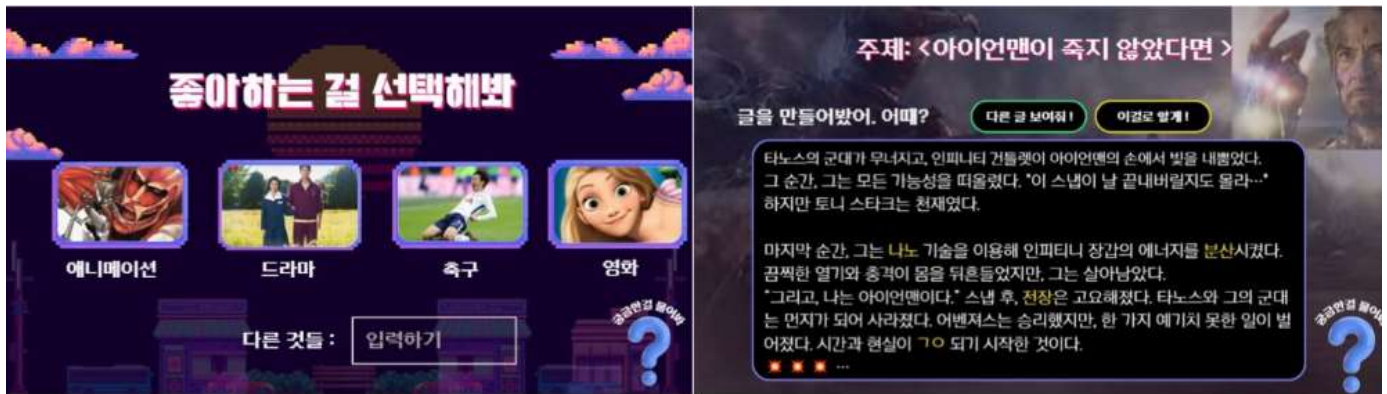 좋아하는 걸 선택해봐
애니메이션
드라마
축구
영화
다른 것들 :
입력하기
궁금한걸 물어봐
주제: <아이언맨이 죽지 않았다면 >
글을 만들어봤어. 어때?
다른 글 보여줘 !
이걸로 할게 !
타노스의 군대가 무너지고, 인피니티 건틀렛이 아이언맨의 손에서 빛을 내뿜었다.
그 순간, 그는 모든 가능성을 떠올렸다. "이 스냅이 날 끝내버릴지도 몰라…"
하지만 토니 스타크는 천재였다.
마지막 순간, 그는 나노 기술을 이용해 인피티니 장갑의 에너지를 분산시켰다.
끔찍한 열기와 충격이 몸을 뒤흔들었지만, 그는 살아남았다.
"그리고, 나는 아이언맨이다." 스냅 후, 전장은 고요해졌다. 타노스와 그의 군대
는 먼지가 되어 사라졌다. 어벤져스는 승리했지만, 한 가지 예기치 못한 일이 벌
어졌다. 시간과 현실이 ㄱㅇ 되기 시작한 것이다.
…
궁금한걸 물어봐